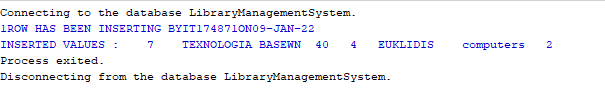 Connecting to the database LibraryManagementSystem.
1ROW HAS BEEN INSERTING BYIT174871ON09-JAN-22
INSERTED VALUES :    7    TEXNOLOGIA BASEWN  40   4   EUKLIDIS    computers   2
Process exited.
Disconnecting from the database LibraryManagementSystem.